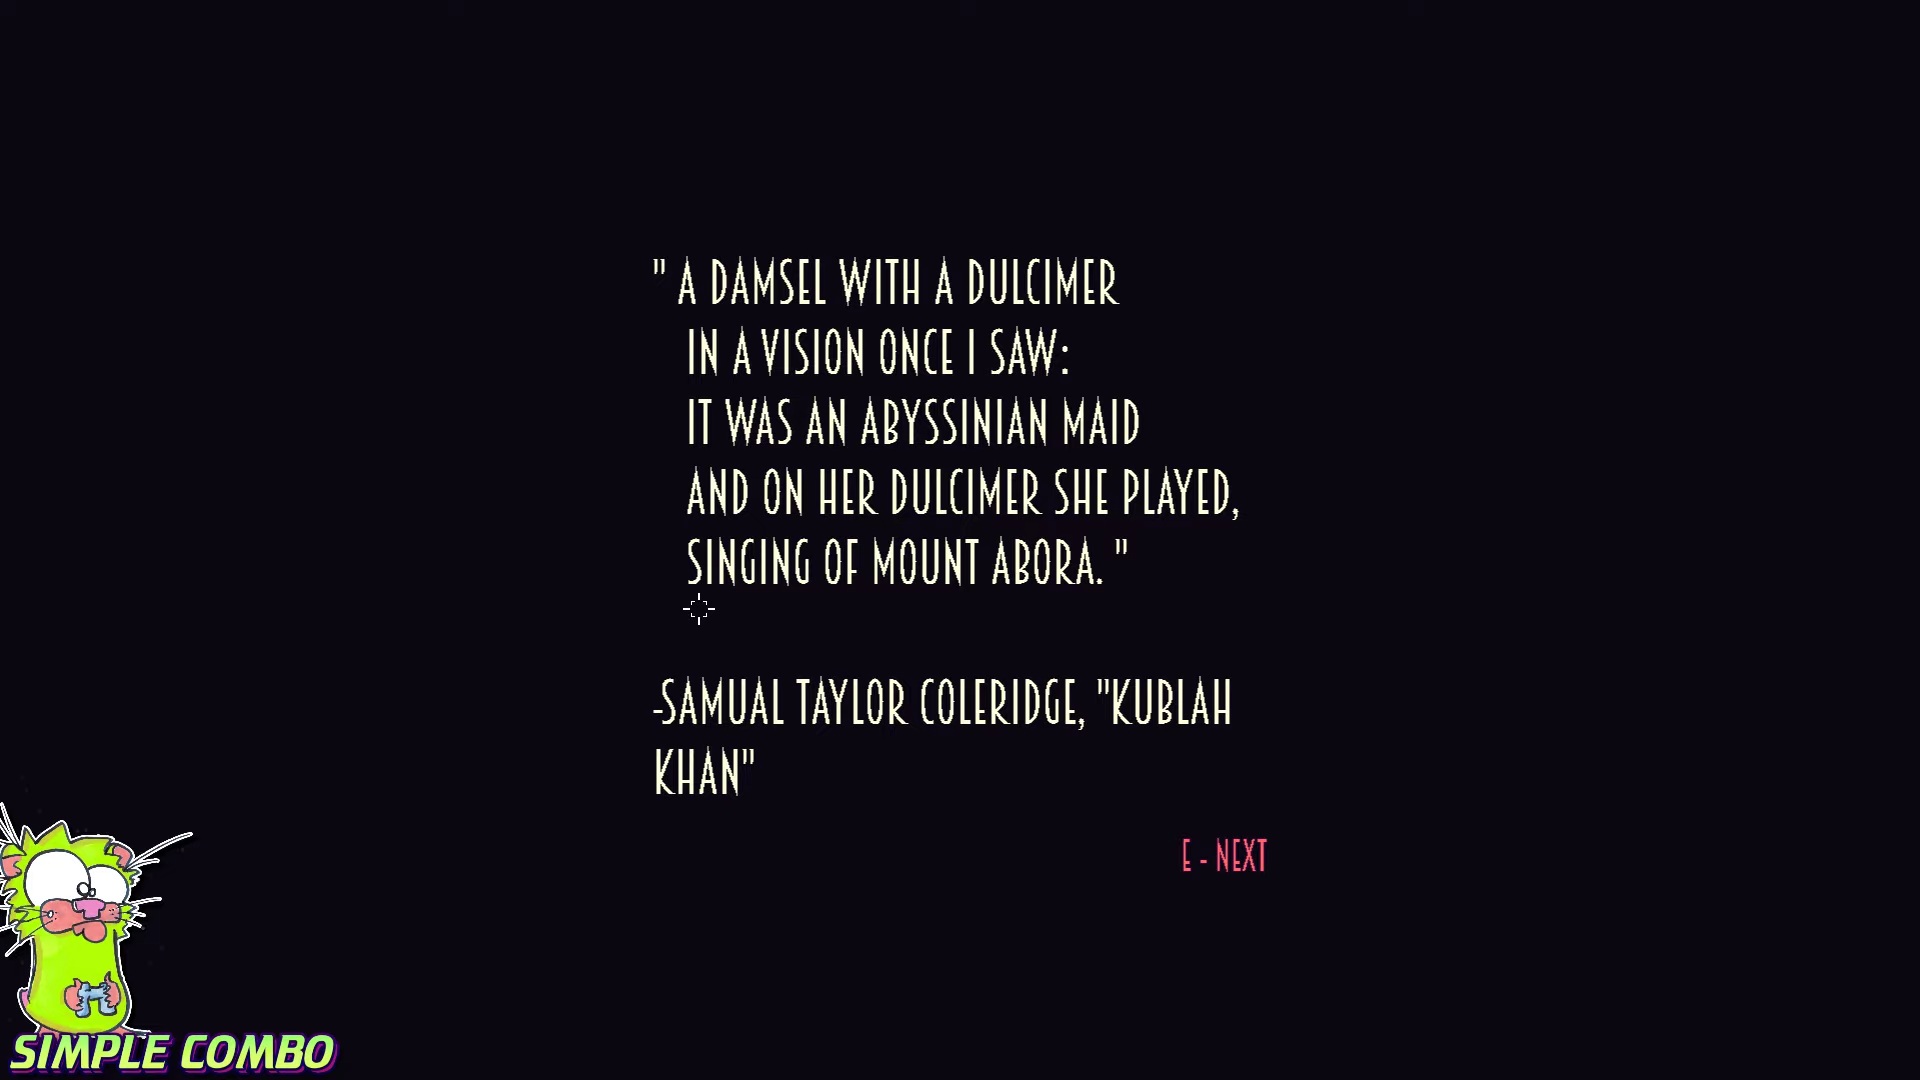 " A DAMSEL WITH A DULCIMER
IN A VISION ONCE I SAW:
IT WAS AN ABYSSINIAN MAID
AND ON HER DULCIMER SHE PLAYED,
SINGING OF MOUNT ABORA. "
-SAMUAL TAYLOR COLERIDGE, "KUBLAH
KHAN"
E - NEXT
SIMPLE COMBO